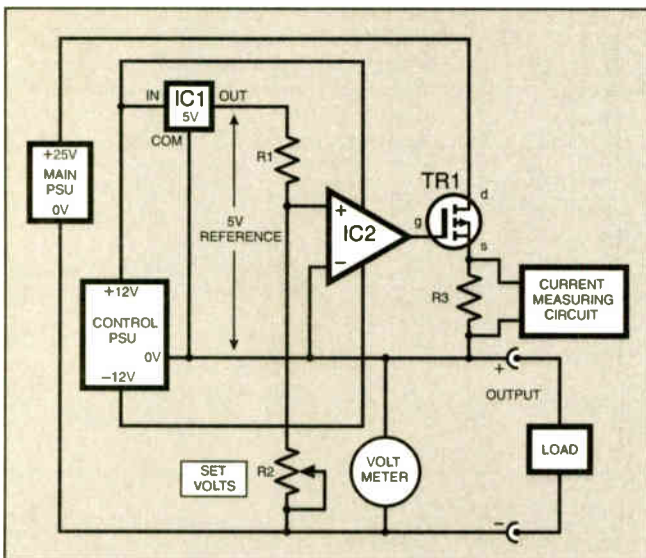 IN
IC1
5V
OUT
COM
R1
+25V
MAIN
PSU
0V
5V
REFERENCE
+
IC2
−
TR1
d
g
s
R3
CURRENT
MEASURING
CIRCUIT
+12V
CONTROL
PSU
0V
−12V
+
OUTPUT
−
SET
VOLTS
R2
VOLT
METER
LOAD